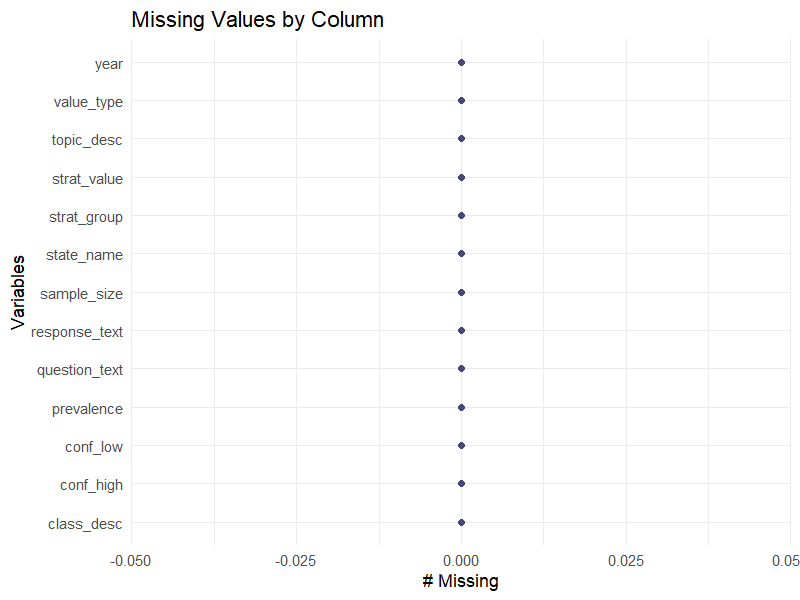 Missing Values by Column
year
value_type
topic_desc
strat_value
strat_group
state_name
sample_size
response_text
question_text
prevalence
conf_low
conf_high
class_desc
Variables
-0.050 -0.025 0.000 0.025 0.05
# Missing